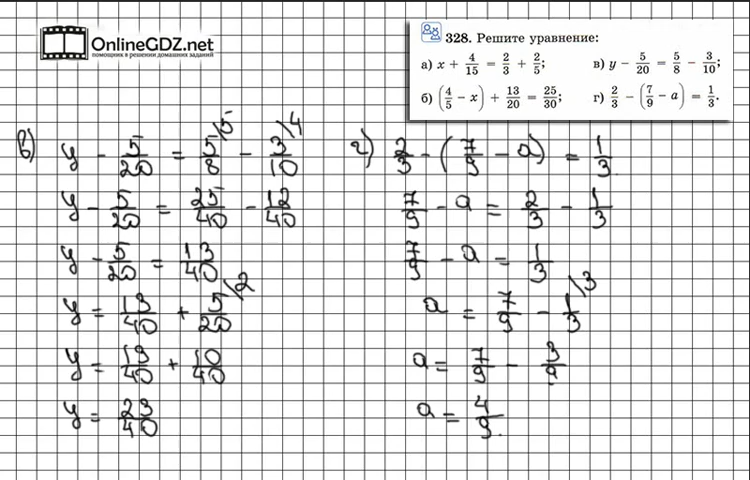 OnlineGDZ.net
помощник в решении домашних заданий
328. Решите уравнение:
а) x + 4/15 = 2/3 + 2/5; в) y − 5/20 = 5/8 − 3/10;
б) (4/5 − x) + 13/20 = 25/30; г) 2/3 − (7/9 − a) = 1/3.
в) y − 5/20 = 5/8 /5 − 3/10 /4
y − 5/20 = 25/40 − 12/40
y − 5/20 = 13/40
y = 13/40 + 5/20 /2
y = 13/40 + 10/40
y = 23/40
г) 2/3 − (7/9 − a) = 1/3
7/9 − a = 2/3 − 1/3
7/9 − a = 1/3
a = 7/9 − 1/3 /3
a = 7/9 − 3/9
a = 4/9.